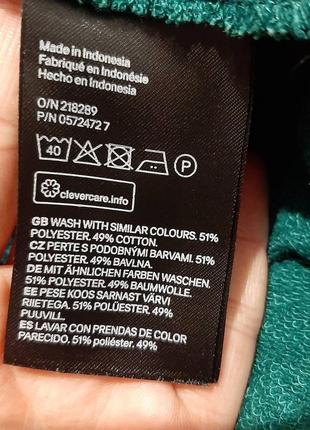 Made in Indonesia
Fabriqué en Indonésie
Hecho en Indonesia
O/N 218289
P/N 0572472 7
40
P
clevercare.info
GB WASH WITH SIMILAR COLOURS. 51%
POLYESTER. 49% COTTON.
CZ PERTE S PODOBNÝMI BARVAMI. 51%
POLYESTER. 49% BAVLNA.
DE MIT ÄHNLICHEN FARBEN WASCHEN.
51% POLYESTER. 49% BAUMWOLLE.
EE PESE KOOS SARNAST VÄRVI
RIIETEGA. 51% POLÜESTER. 49%
PUUVILL.
ES LAVAR CON PRENDAS DE COLOR
PARECIDO. 51% poliéster. 49%